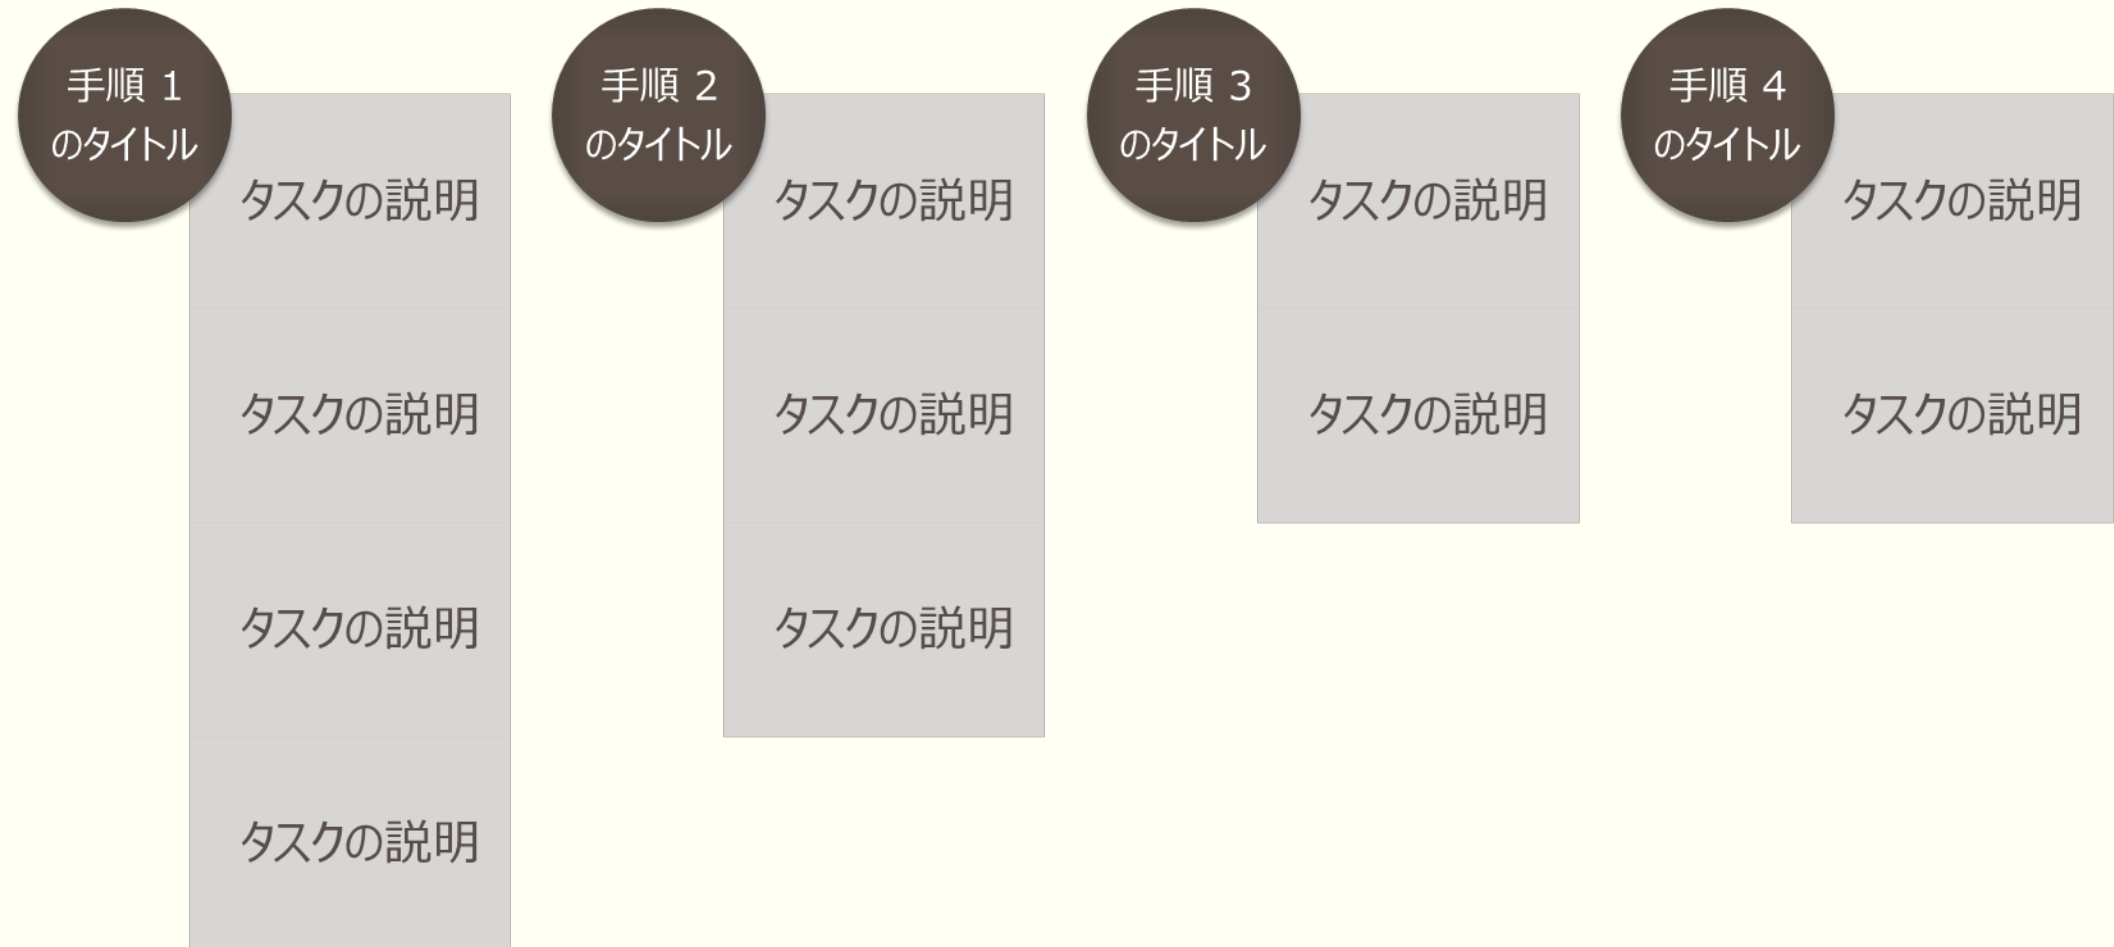 手順 1
のタイトル
タスクの説明
タスクの説明
タスクの説明
タスクの説明
手順 2
のタイトル
タスクの説明
タスクの説明
タスクの説明
手順 3
のタイトル
タスクの説明
タスクの説明
手順 4
のタイトル
タスクの説明
タスクの説明